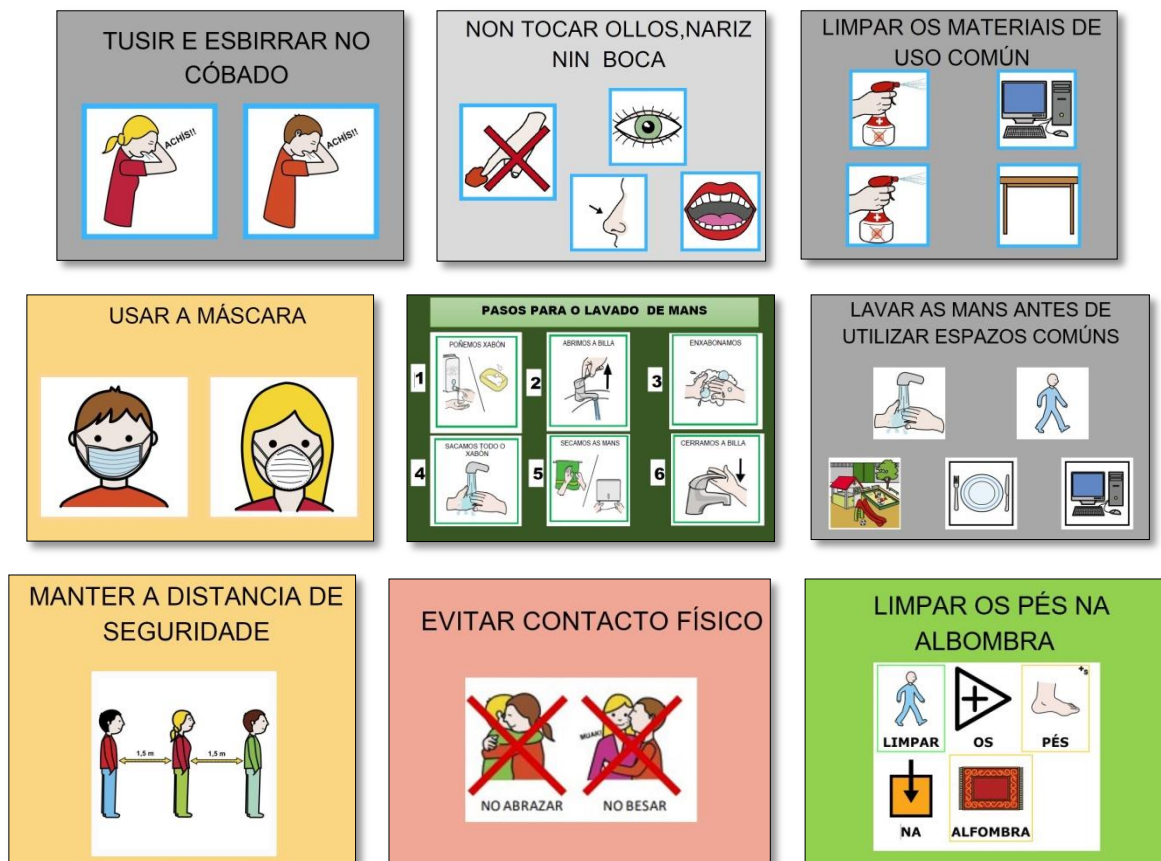 TUSIR E ESBIRRAR NO
CÓBADO
ACHÍS!!
ACHÍS!!
NON TOCAR OLLOS,NARIZ
NIN BOCA
LIMPAR OS MATERIAIS DE
USO COMÚN
USAR A MÁSCARA
PASOS PARA O LAVADO DE MANS
1
POÑEMOS XABÓN
2
ABRIMOS A BILLA
3
ENXABONAMOS
4
SACAMOS TODO O
XABÓN
5
SECAMOS AS MANS
6
CERRAMOS A BILLA
LAVAR AS MANS ANTES DE
UTILIZAR ESPAZOS COMÚNS
MANTER A DISTANCIA DE
SEGURIDADE
1,5 m
1,5 m
EVITAR CONTACTO FÍSICO
MUAK!
NO ABRAZAR
NO BESAR
LIMPAR OS PÉS NA
ALBOMBRA
+s
LIMPAR
OS
PÉS
NA
ALFOMBRA